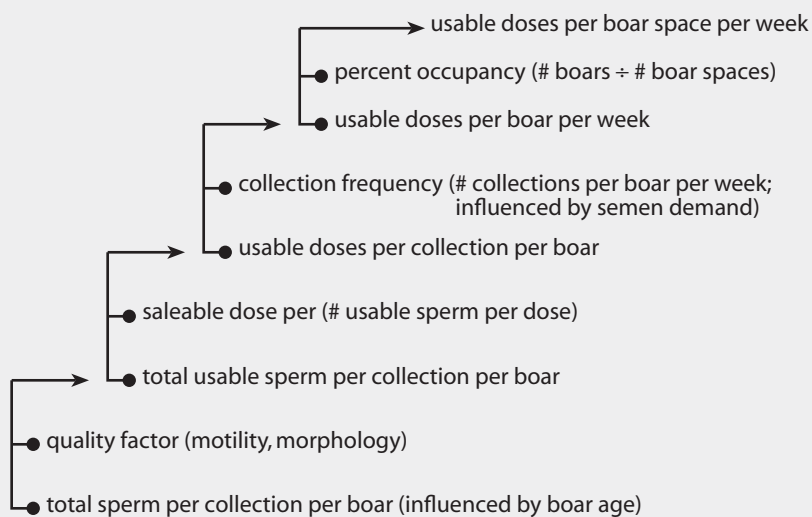 usable doses per boar space per week
percent occupancy (# boars ÷ # boar spaces)
usable doses per boar per week
collection frequency (# collections per boar per week;
influenced by semen demand)
usable doses per collection per boar
saleable dose per (# usable sperm per dose)
total usable sperm per collection per boar
quality factor (motility, morphology)
total sperm per collection per boar (influenced by boar age)